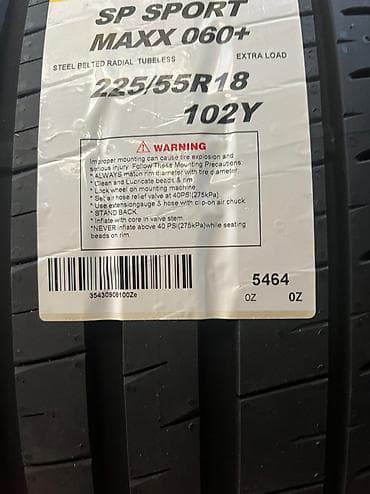 SP SPORT
MAXX 060+
STEEL BELTED RADIAL TUBELESS EXTRA LOAD
225/55R18
102Y
⚠ WARNING
Improper mounting can cause tire explosion and
serious injury. Follow These Mounting Precautions.
* ALWAYS match rim diameter with tire diameter
* Clean and Lubricate beads & rim
* Lock wheel on mounting machine
* Set air hose relief valve at 40PSI(275kPa)
* Use extensiongauge & hose with clip-on air chuck
* STAND BACK
* Inflate with core in valve stem.
*NEVER inflate above 40 PSI(275kPa)while seating
beads on rim.
35430909100Ze
5464
0Z 0Z